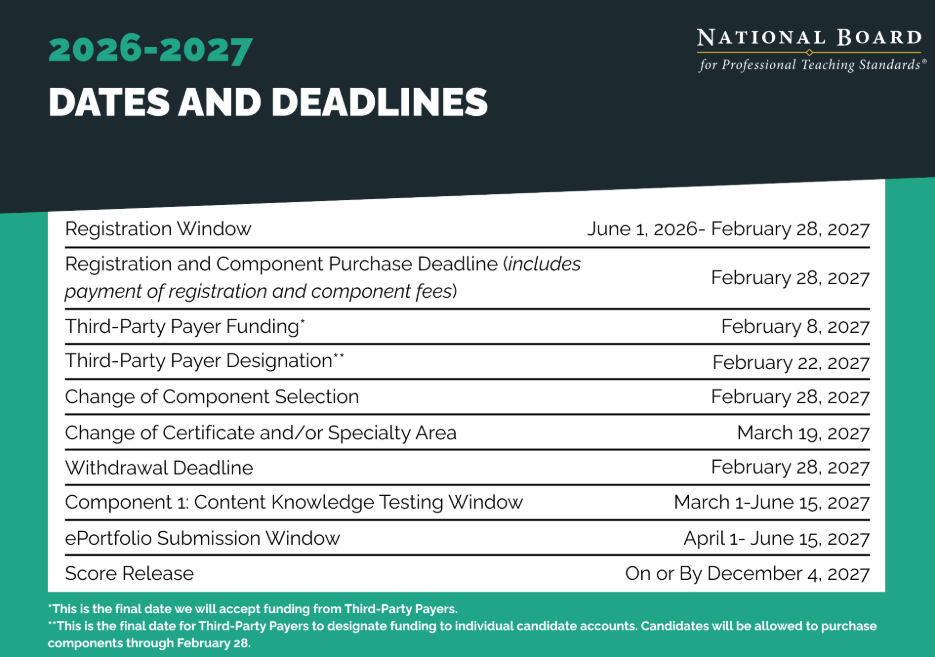 2026-2027
DATES AND DEADLINES
NATIONAL BOARD
for Professional Teaching Standards®
Registration Window June 1, 2026- February 28, 2027
Registration and Component Purchase Deadline (includes
payment of registration and component fees) February 28, 2027
Third-Party Payer Funding* February 8, 2027
Third-Party Payer Designation** February 22, 2027
Change of Component Selection February 28, 2027
Change of Certificate and/or Specialty Area March 19, 2027
Withdrawal Deadline February 28, 2027
Component 1: Content Knowledge Testing Window March 1-June 15, 2027
ePortfolio Submission Window April 1- June 15, 2027
Score Release On or By December 4, 2027
*This is the final date we will accept funding from Third-Party Payers.
**This is the final date for Third-Party Payers to designate funding to individual candidate accounts. Candidates will be allowed to purchase
components through February 28.